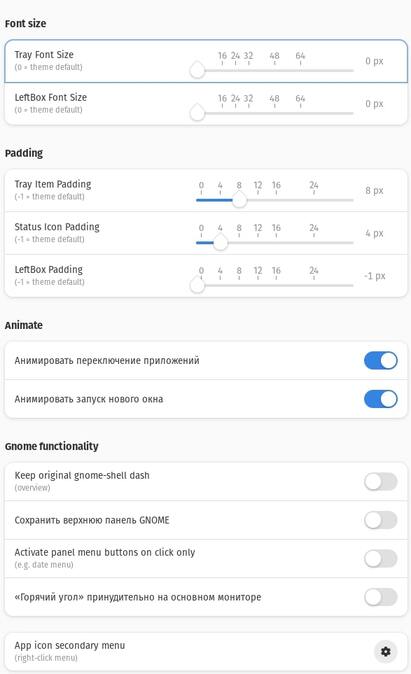 Font size
Tray Font Size
(0 = theme default)
16 24 32 48 64
0 px
LeftBox Font Size
(0 = theme default)
16 24 32 48 64
0 px
Padding
Tray Item Padding
(-1 = theme default)
0 4 8 12 16 24
8 px
Status Icon Padding
(-1 = theme default)
0 4 8 12 16 24
4 px
LeftBox Padding
(-1 = theme default)
0 4 8 12 16 24
-1 px
Animate
Анимировать переключение приложений
Анимировать запуск нового окна
Gnome functionality
Keep original gnome-shell dash
(overview)
Сохранить верхнюю панель GNOME
Activate panel menu buttons on click only
(e.g. date menu)
«Горячий угол» принудительно на основном мониторе
App icon secondary menu
(right-click menu)